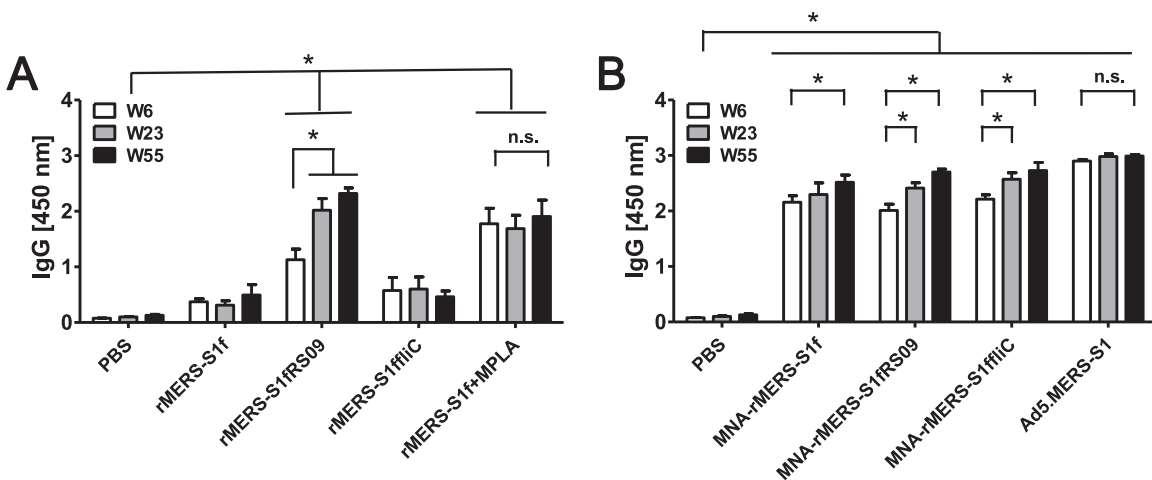 A
*
*
n.s.
W6
W23
W55
IgG [450 nm]
4
3
2
1
0
PBS
rMERS-S1f
rMERS-S1fRS09
rMERS-S1ffliC
rMERS-S1f+MPLA
B
*
*
*
*
n.s.
*
*
W6
W23
W55
IgG [450 nm]
4
3
2
1
0
PBS
MNA-rMERS-S1f
MNA-rMERS-S1fRS09
MNA-rMERS-S1ffliC
Ad5.MERS-S1